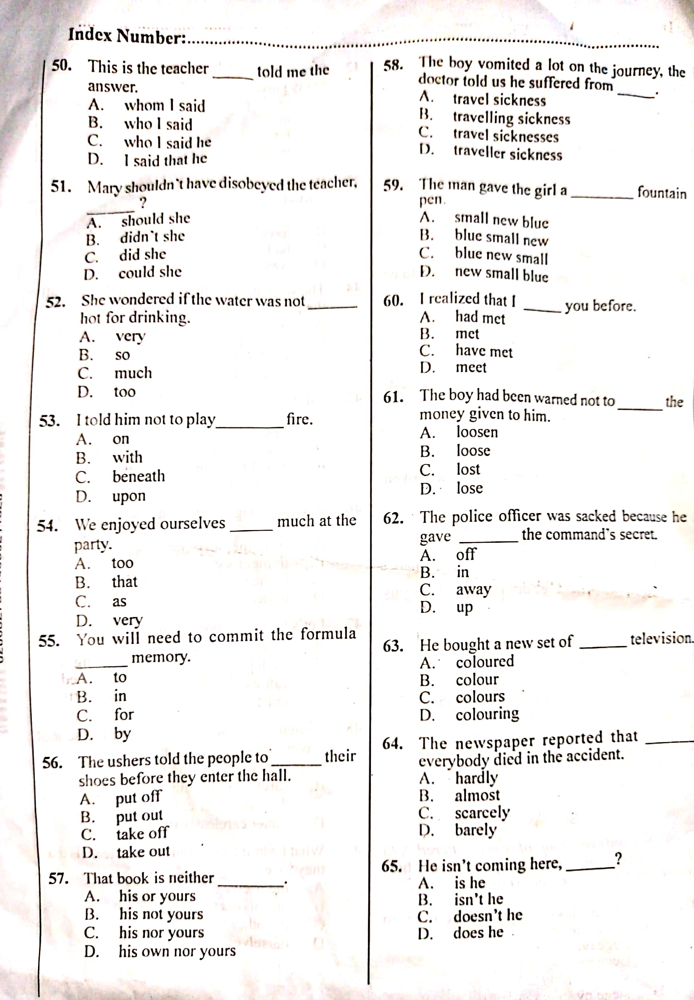 Index Number:
50. This is the teacher _____ told me the
answer.
A. whom I said
B. who I said
C. who I said he
D. I said that he
51. Mary shouldn't have disobeyed the teacher,
_____?
A. should she
B. didn't she
C. did she
D. could she
52. She wondered if the water was not _____
hot for drinking.
A. very
B. so
C. much
D. too
53. I told him not to play _____ fire.
A. on
B. with
C. beneath
D. upon
54. We enjoyed ourselves _____ much at the
party.
A. too
B. that
C. as
D. very
55. You will need to commit the formula
_____ memory.
A. to
B. in
C. for
D. by
56. The ushers told the people to _____ their
shoes before they enter the hall.
A. put off
B. put out
C. take off
D. take out
57. That book is neither _____.
A. his or yours
B. his not yours
C. his nor yours
D. his own nor yours
58. The boy vomited a lot on the journey, the
doctor told us he suffered from _____.
A. travel sickness
B. travelling sickness
C. travel sicknesses
D. traveller sickness
59. The man gave the girl a _____ fountain
pen.
A. small new blue
B. blue small new
C. blue new small
D. new small blue
60. I realized that I _____ you before.
A. had met
B. met
C. have met
D. meet
61. The boy had been warned not to _____ the
money given to him.
A. loosen
B. loose
C. lost
D. lose
62. The police officer was sacked because he
gave _____ the command's secret.
A. off
B. in
C. away
D. up
63. He bought a new set of _____ television.
A. coloured
B. colour
C. colours
D. colouring
64. The newspaper reported that _____
everybody died in the accident.
A. hardly
B. almost
C. scarcely
D. barely
65. He isn't coming here, _____?
A. is he
B. isn't he
C. doesn't he
D. does he